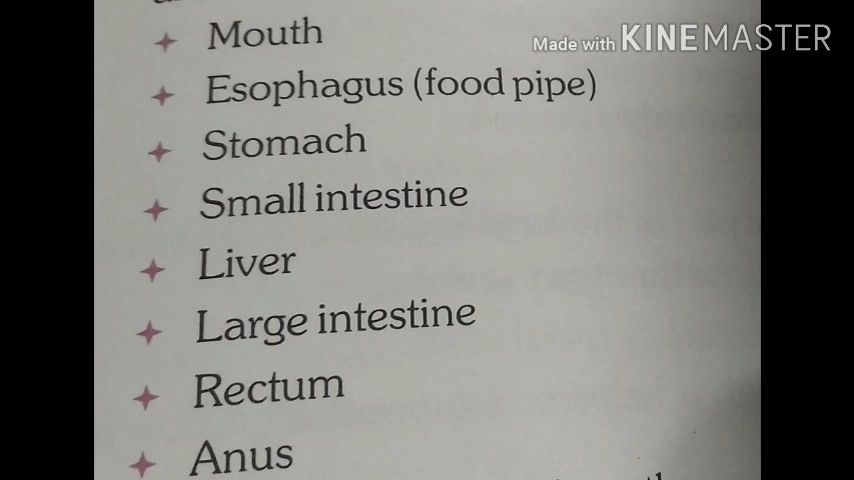 Made with KINEMASTER
Mouth
Esophagus (food pipe)
Stomach
Small intestine
Liver
Large intestine
Rectum
Anus